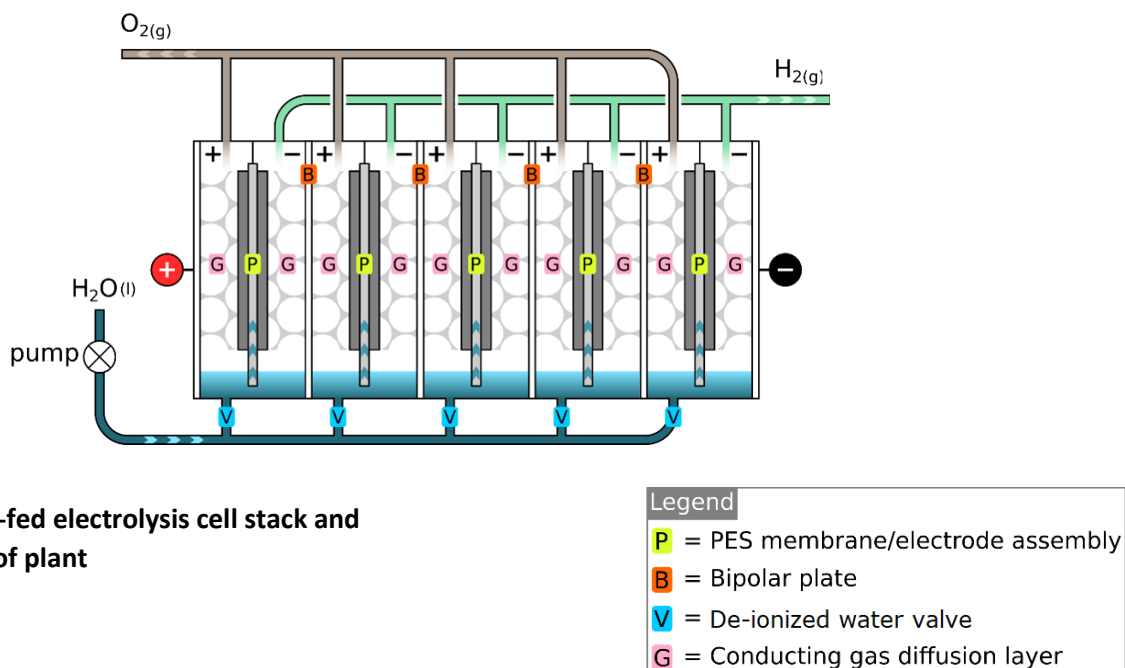 O2(g)
H2(g)
+ − + − + − + − + −
B B B B
G P G G P G G P G G P G G P G
+ −
H2O(l)
pump
V V V V V
-fed electrolysis cell stack and
of plant
Legend
P = PES membrane/electrode assembly
B = Bipolar plate
V = De-ionized water valve
G = Conducting gas diffusion layer